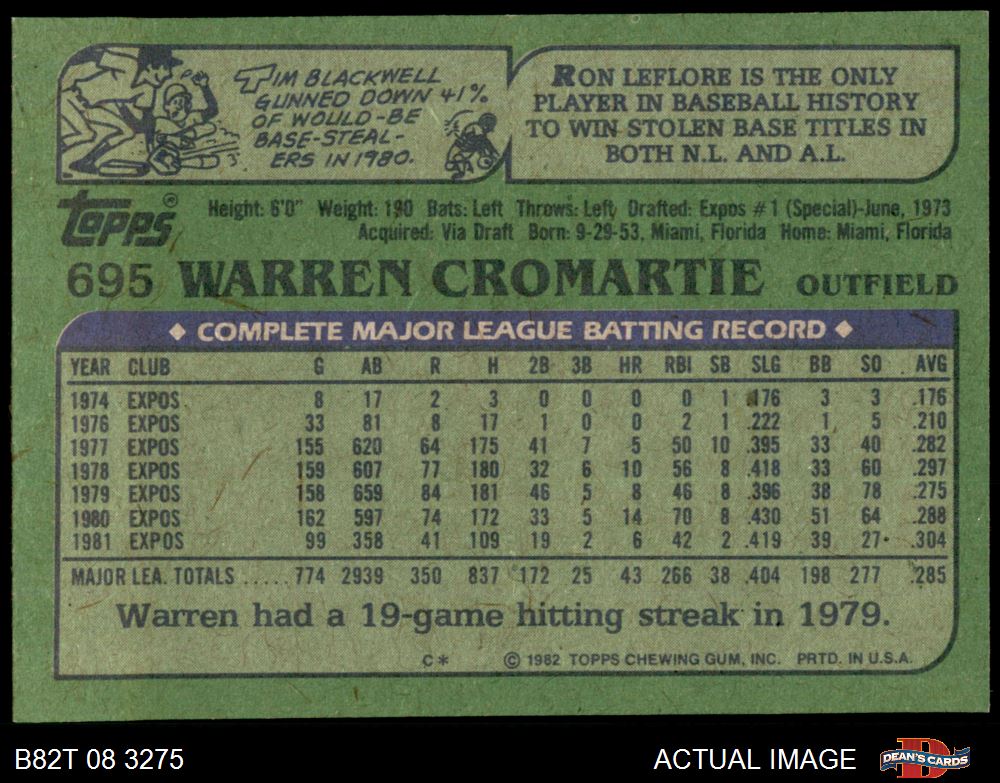 TIM BLACKWELL
GUNNED DOWN 41%
OF WOULD-BE
BASE-STEAL-
ERS IN 1980.
RON LEFLORE IS THE ONLY
PLAYER IN BASEBALL HISTORY
TO WIN STOLEN BASE TITLES IN
BOTH N.L. AND A.L.
Topps®
Height: 6'0" Weight: 190 Bats: Left Throws: Left Drafted: Expos #1 (Special)-June, 1973
Acquired: Via Draft Born: 9-29-53, Miami, Florida Home: Miami, Florida
695 WARREN CROMARTIE OUTFIELD
◆ COMPLETE MAJOR LEAGUE BATTING RECORD ◆
YEAR CLUB G AB R H 2B 3B HR RBI SB SLG BB SO AVG
1974 EXPOS 8 17 2 3 0 0 0 0 1 .176 3 3 .176
1976 EXPOS 33 81 8 17 1 0 0 2 1 .222 1 5 .210
1977 EXPOS 155 620 64 175 41 7 5 50 10 .395 33 40 .282
1978 EXPOS 159 607 77 180 32 6 10 56 8 .418 33 60 .297
1979 EXPOS 158 659 84 181 46 5 8 46 8 .396 38 78 .275
1980 EXPOS 162 597 74 172 33 5 14 70 8 .430 51 64 .288
1981 EXPOS 99 358 41 109 19 2 6 42 2 .419 39 27 .304
MAJOR LEA. TOTALS ..... 774 2939 350 837 172 25 43 266 38 .404 198 277 .285
Warren had a 19-game hitting streak in 1979.
C* © 1982 TOPPS CHEWING GUM, INC. PRTD. IN U.S.A.
B82T 08 3275
ACTUAL IMAGE
DEAN'S CARDS